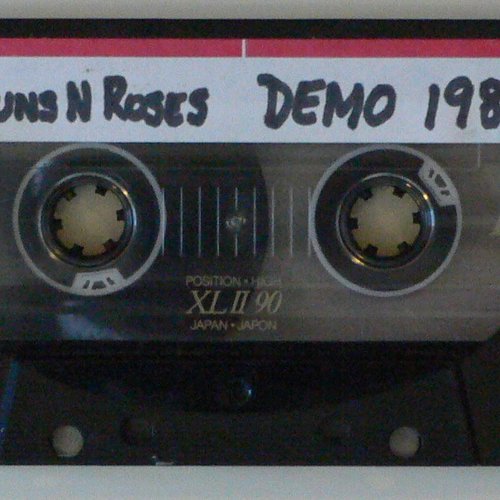 UNS N ROSES DEMO 198
POSITION • HIGH
XL II 90
JAPAN • JAPON